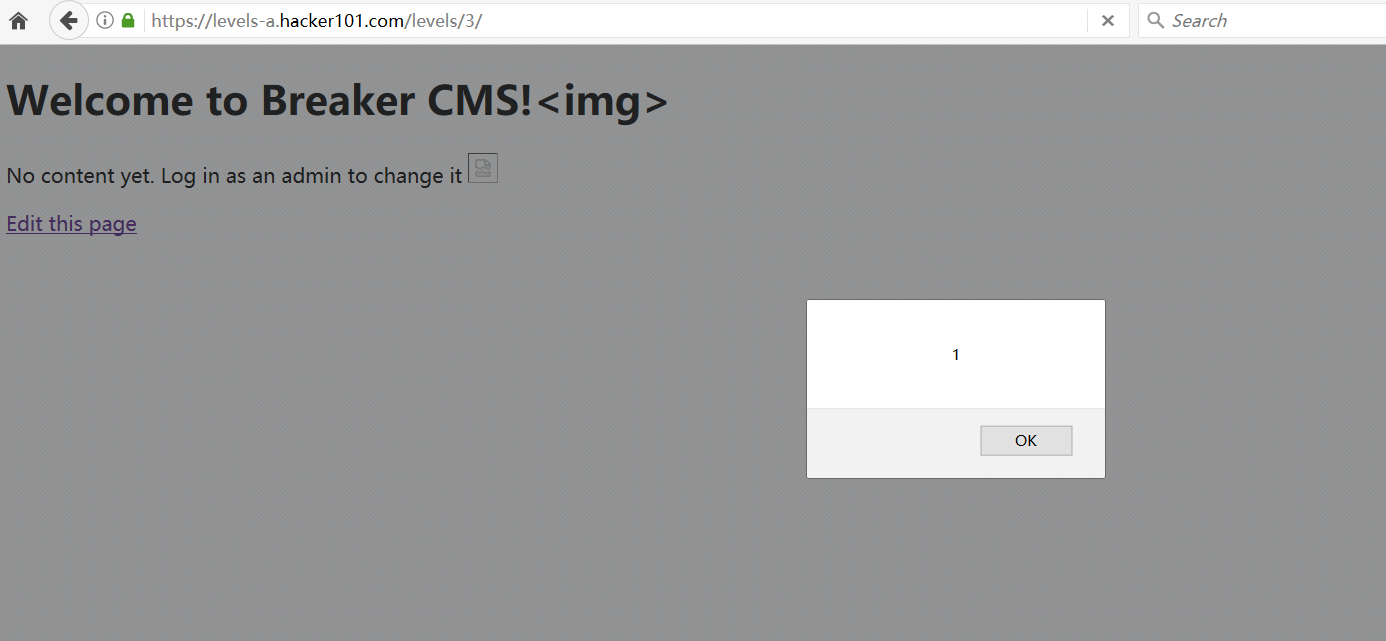 https://levels-a.hacker101.com/levels/3/
Search
Welcome to Breaker CMS!<img>
No content yet. Log in as an admin to change it
Edit this page
1
OK